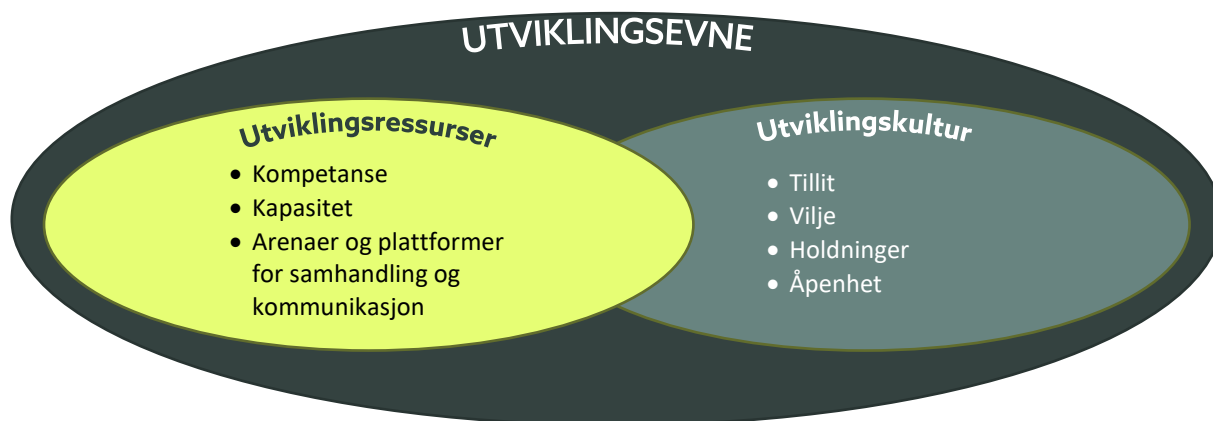 UTVIKLINGSEVNE
Utviklingsressurser
• Kompetanse
• Kapasitet
• Arenaer og plattformer
for samhandling og
kommunikasjon
Utviklingskultur
• Tillit
• Vilje
• Holdninger
• Åpenhet